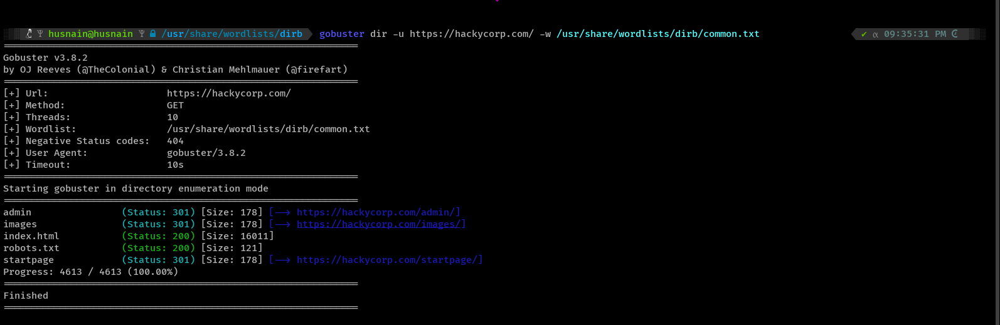 husnain@husnain /usr/share/wordlists/dirb gobuster dir -u https://hackycorp.com/ -w /usr/share/wordlists/dirb/common.txt ✔ α 09:35:31 PM
===============================================================
Gobuster v3.8.2
by OJ Reeves (@TheColonial) & Christian Mehlmauer (@firefart)
===============================================================
[+] Url: https://hackycorp.com/
[+] Method: GET
[+] Threads: 10
[+] Wordlist: /usr/share/wordlists/dirb/common.txt
[+] Negative Status codes: 404
[+] User Agent: gobuster/3.8.2
[+] Timeout: 10s
===============================================================
Starting gobuster in directory enumeration mode
===============================================================
admin (Status: 301) [Size: 178] [--> https://hackycorp.com/admin/]
images (Status: 301) [Size: 178] [--> https://hackycorp.com/images/]
index.html (Status: 200) [Size: 16011]
robots.txt (Status: 200) [Size: 121]
startpage (Status: 301) [Size: 178] [--> https://hackycorp.com/startpage/]
Progress: 4613 / 4613 (100.00%)
===============================================================
Finished
===============================================================